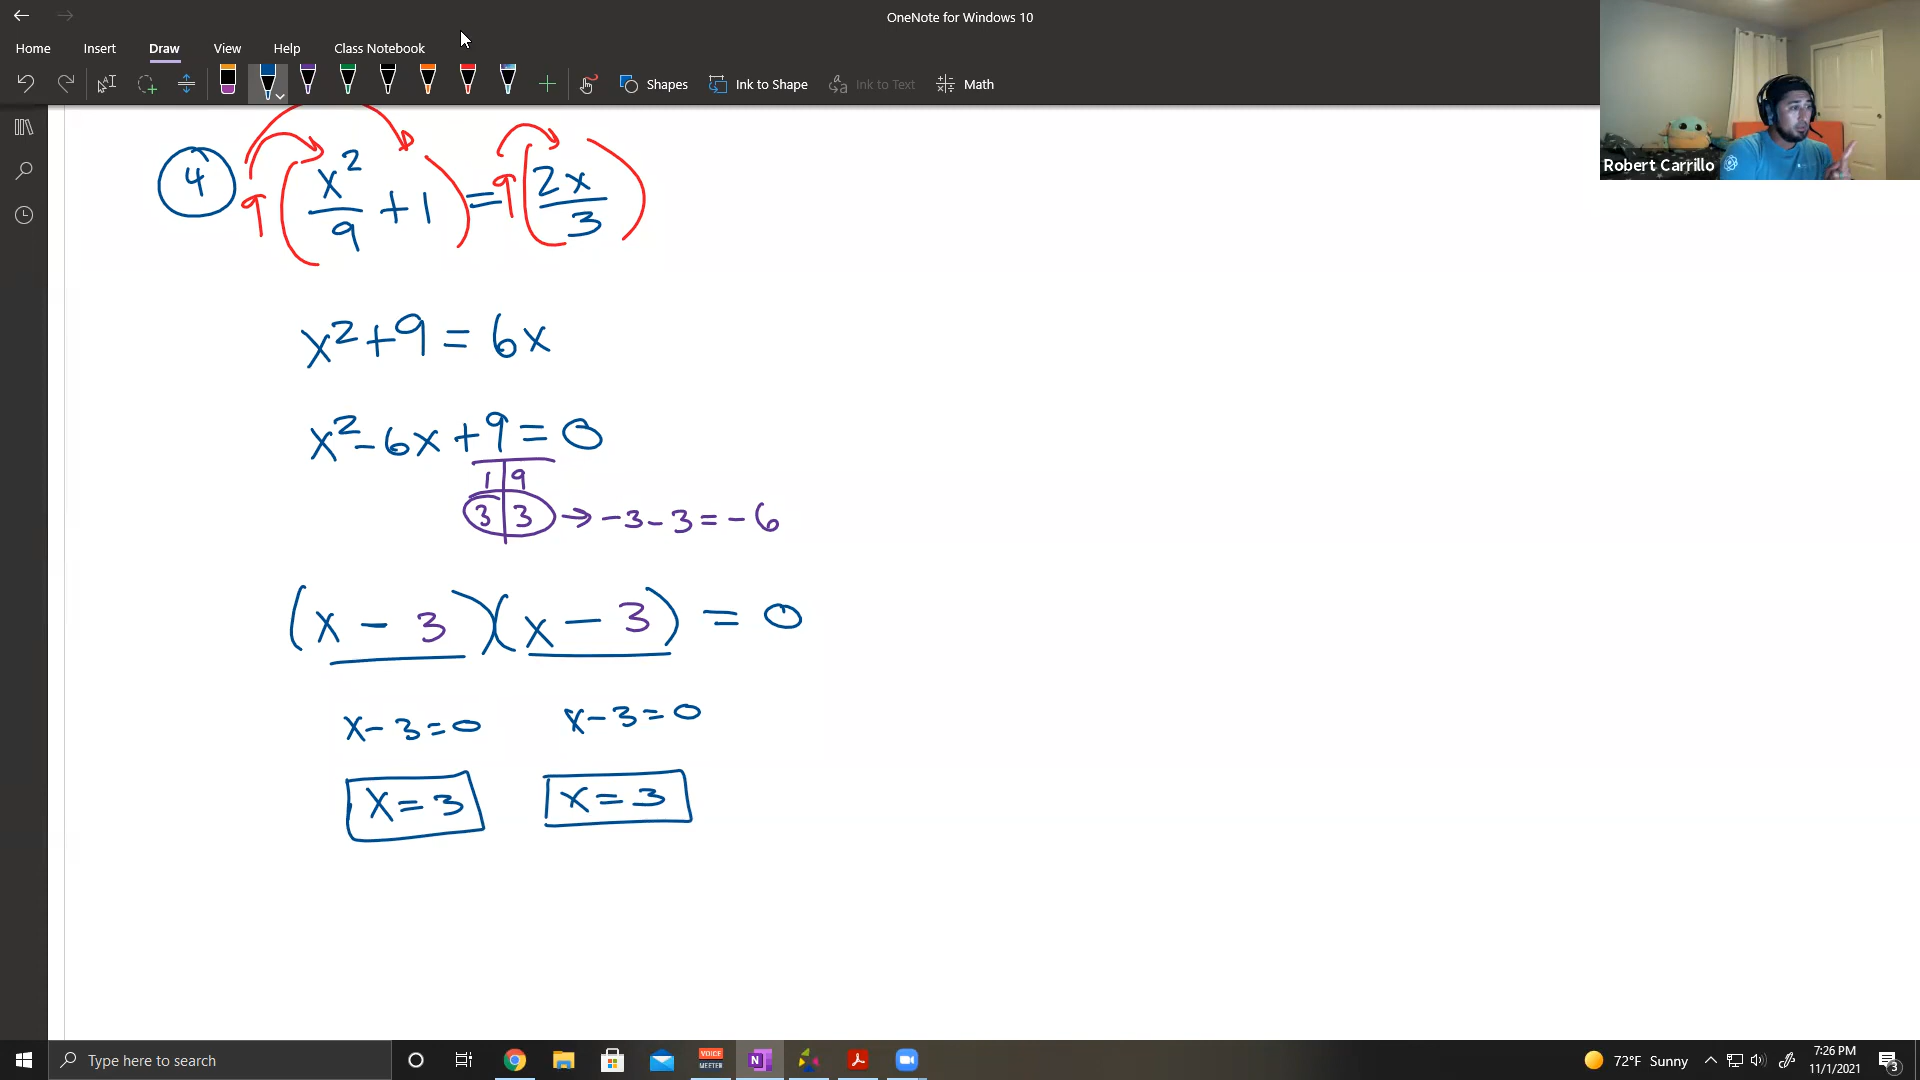 OneNote for Windows 10
Home Insert Draw View Help Class Notebook
Shapes Ink to Shape Ink to Text Math
Robert Carrillo
4 9(x²/9 + 1) = 9(2x/3)
x² + 9 = 6x
x² - 6x + 9 = 0
1 | 9
3 | 3 → -3 - 3 = -6
(x - 3)(x - 3) = 0
x - 3 = 0 x - 3 = 0
x = 3 x = 3
Type here to search
VOICE MEETER
N
72°F Sunny
7:26 PM
11/1/2021
3